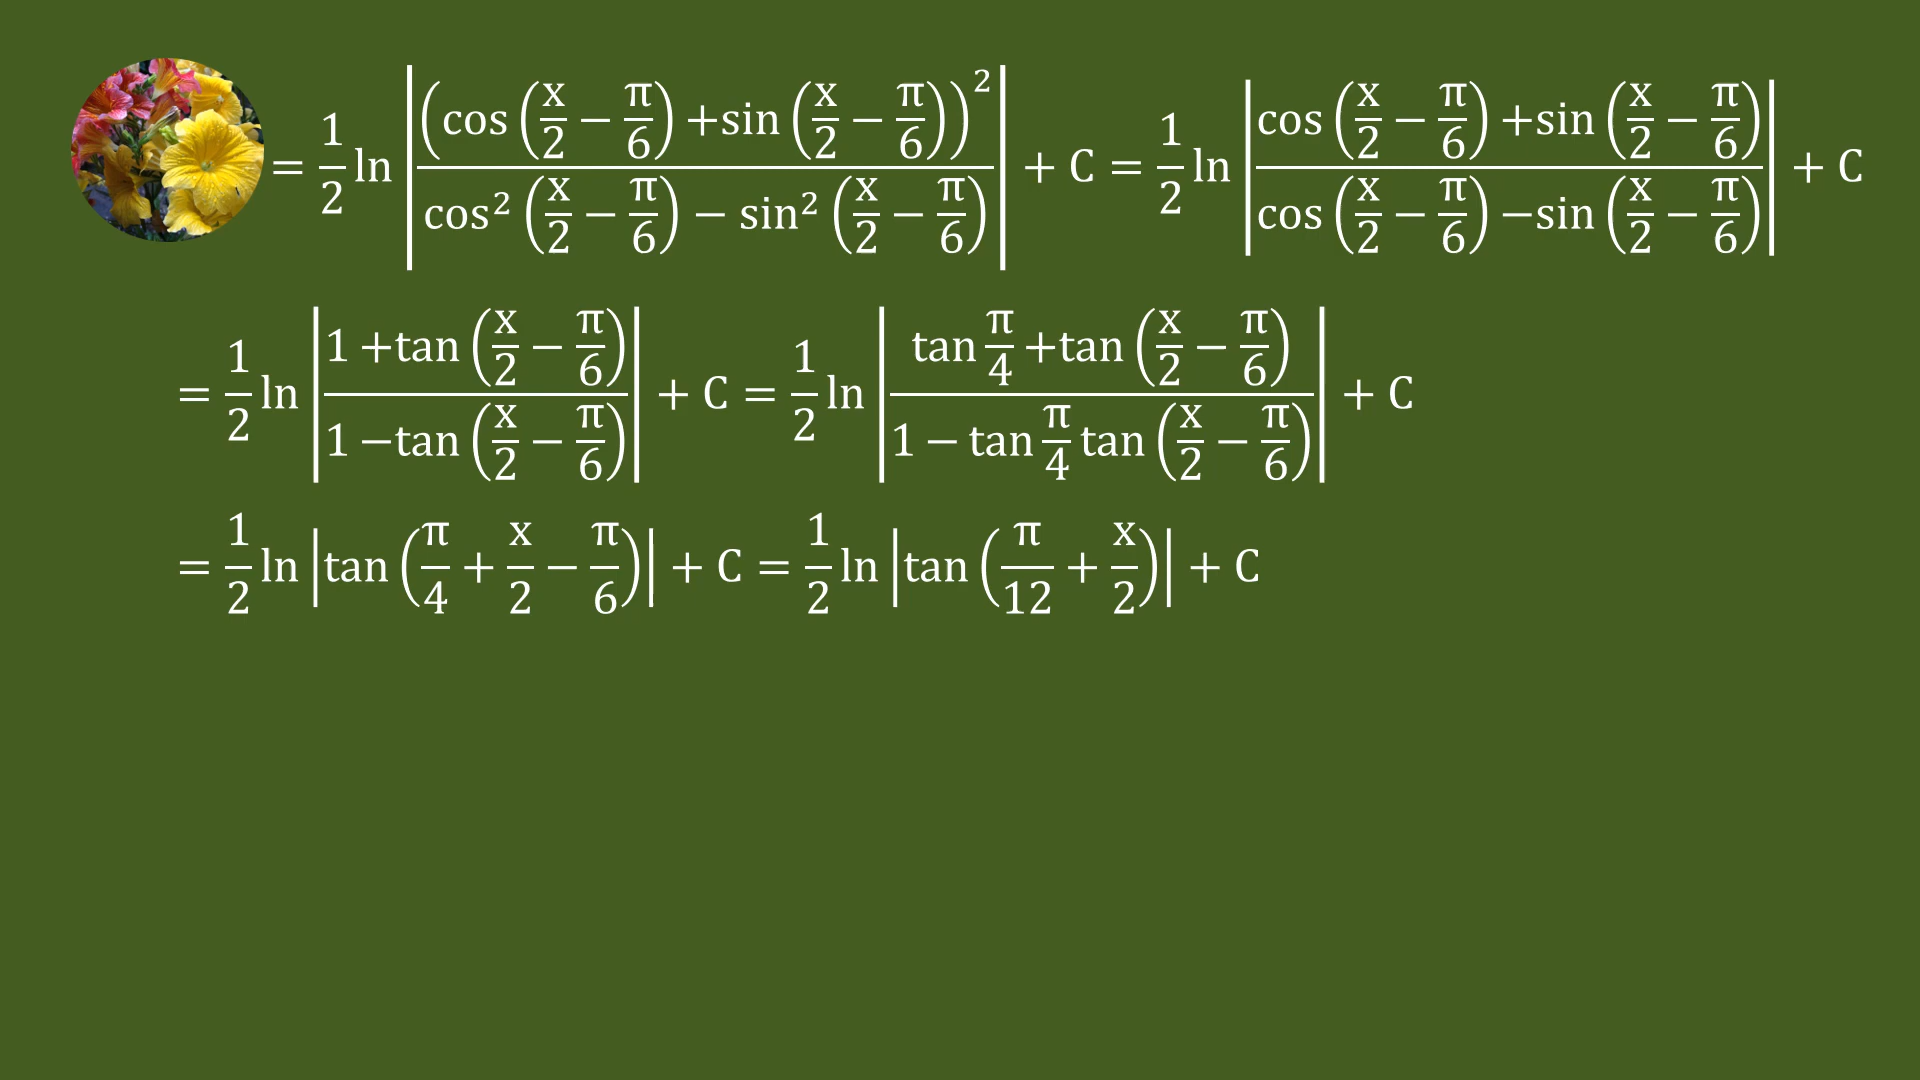 = 1/2 ln |(cos (x/2 − π/6) +sin (x/2 − π/6))² / (cos² (x/2 − π/6) − sin² (x/2 − π/6))| + C = 1/2 ln |(cos (x/2 − π/6) +sin (x/2 − π/6)) / (cos (x/2 − π/6) −sin (x/2 − π/6))| + C
= 1/2 ln |(1 +tan (x/2 − π/6)) / (1 −tan (x/2 − π/6))| + C = 1/2 ln |(tan π/4 +tan (x/2 − π/6)) / (1 − tan π/4 tan (x/2 − π/6))| + C
= 1/2 ln |tan (π/4 + x/2 − π/6)| + C = 1/2 ln |tan (π/12 + x/2)| + C